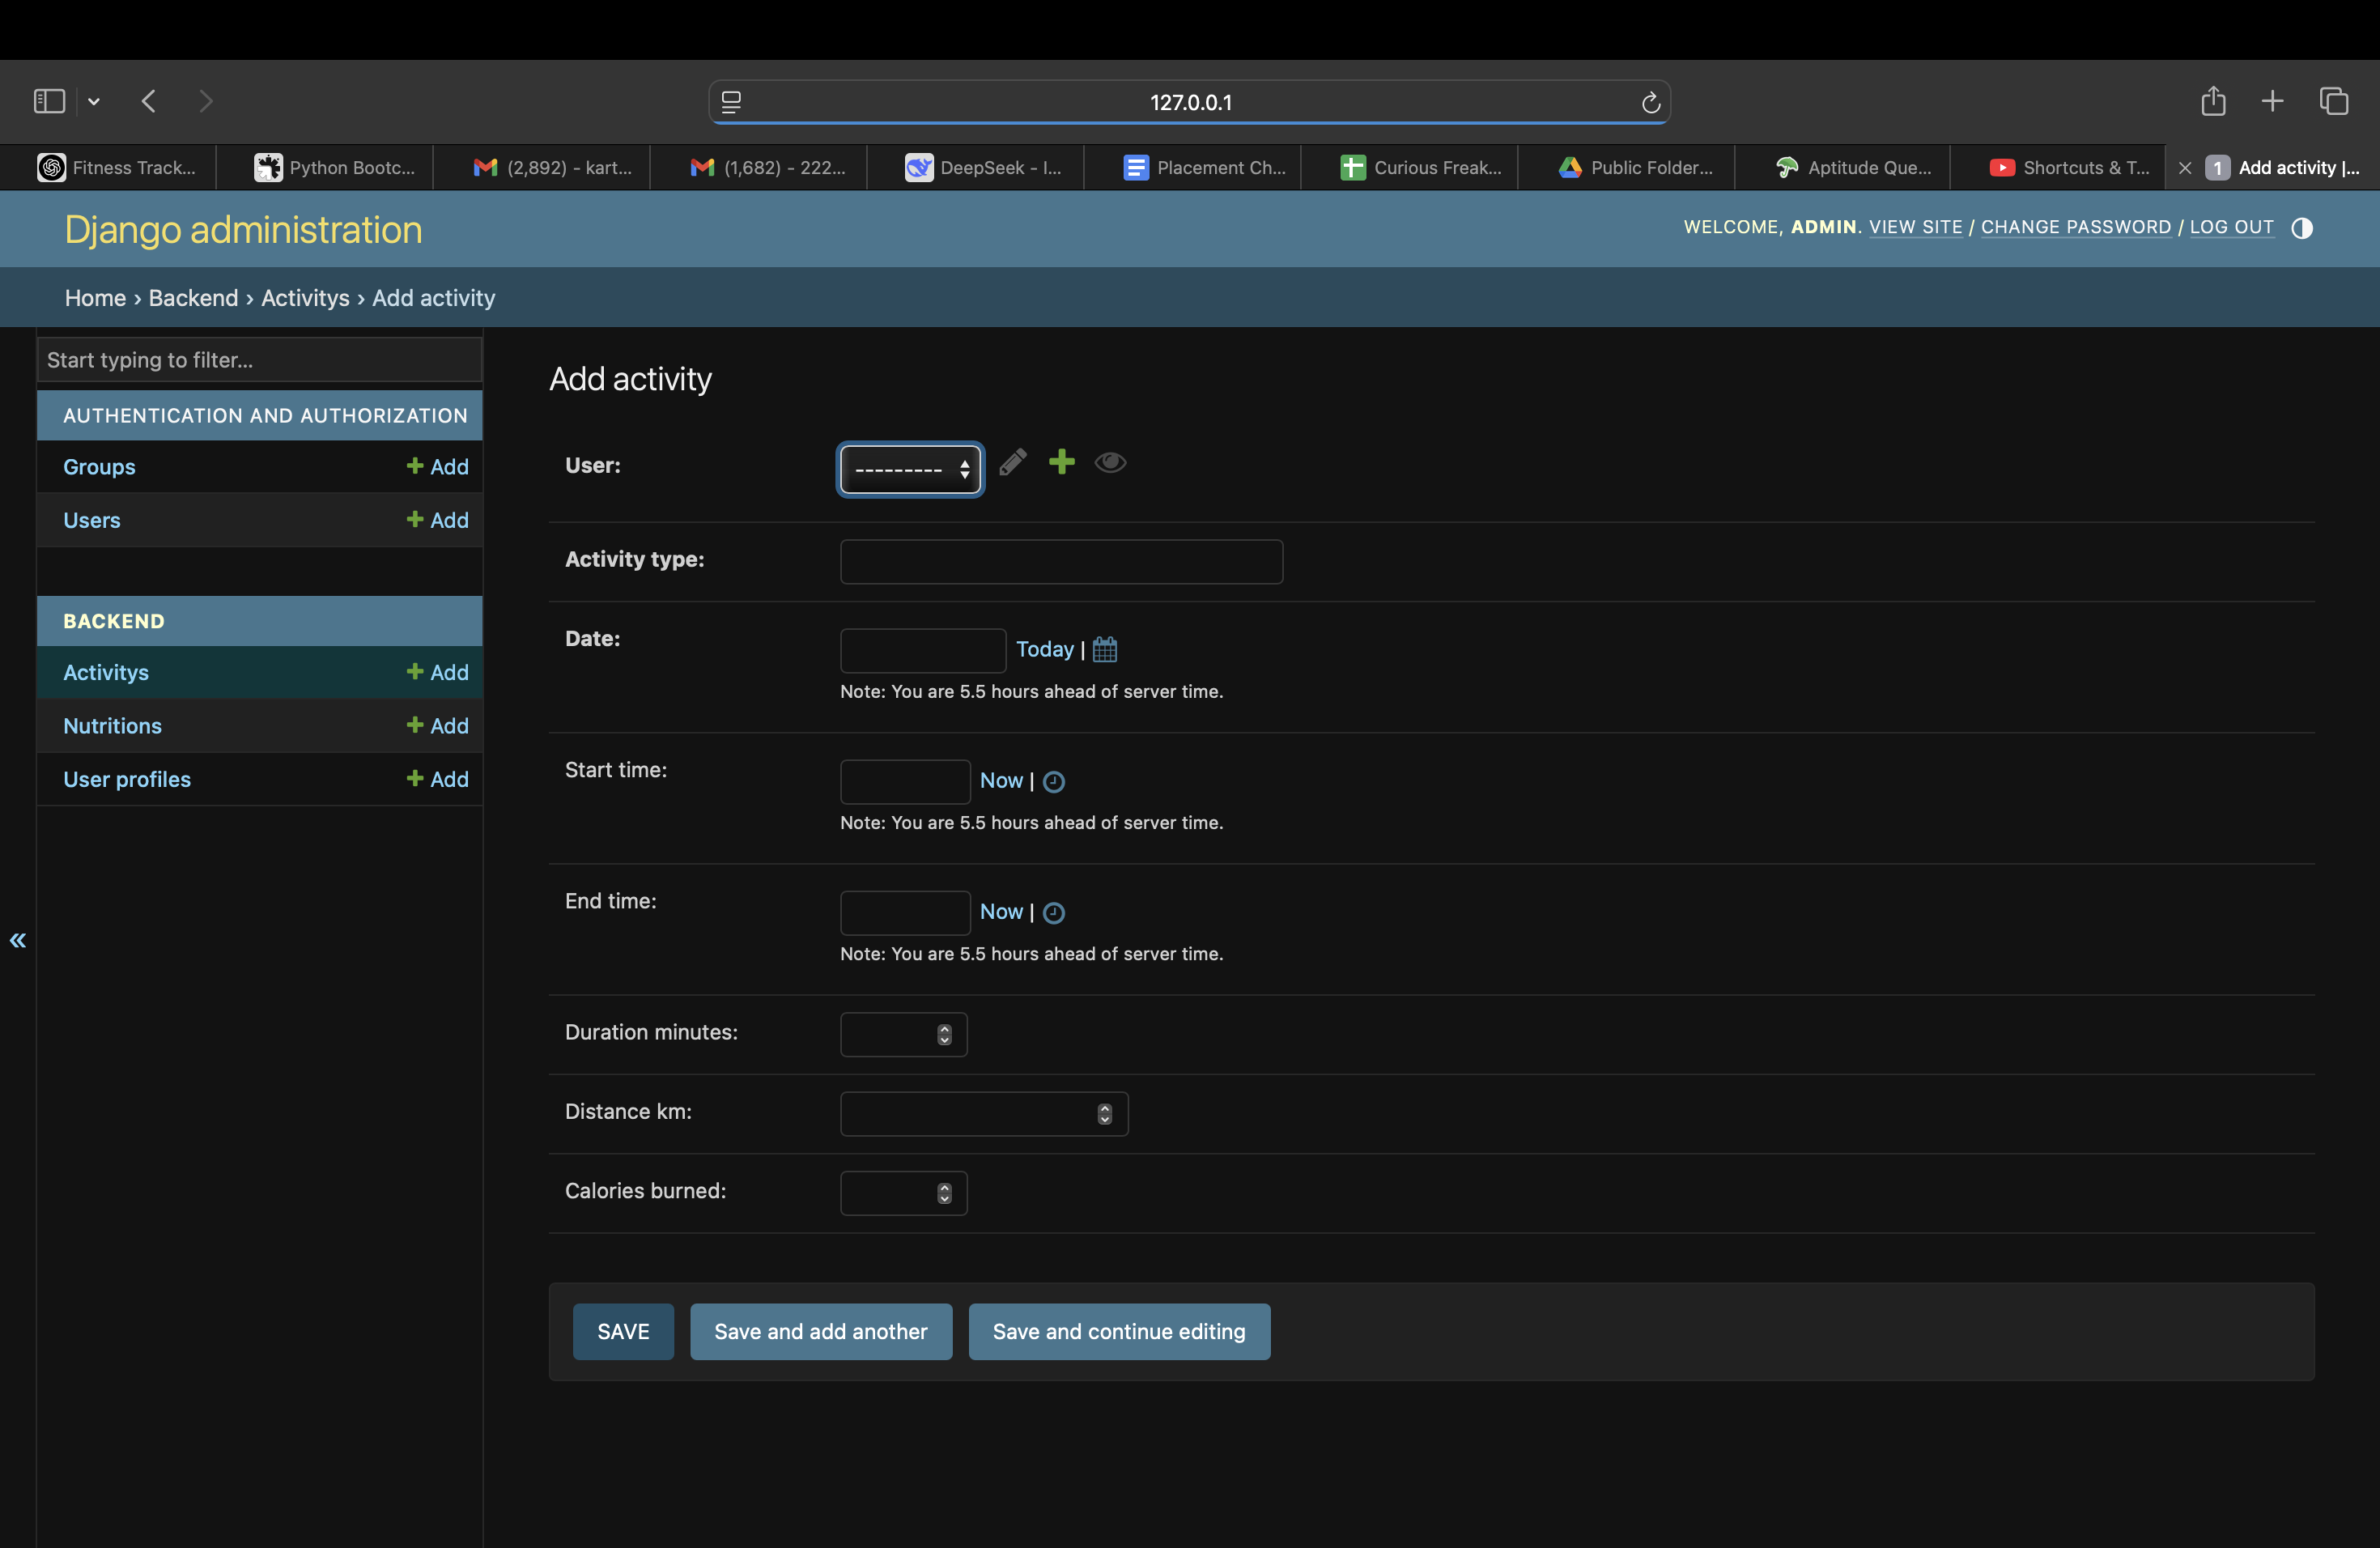 127.0.0.1
Fitness Track...
Python Bootc...
(2,892) - kart...
(1,682) - 222...
DeepSeek - I...
Placement Ch...
Curious Freak...
Public Folder...
Aptitude Que...
Shortcuts & T...
1 Add activity |...
Django administration
WELCOME, ADMIN. VIEW SITE / CHANGE PASSWORD / LOG OUT
Home › Backend › Activitys › Add activity
Start typing to filter...
AUTHENTICATION AND AUTHORIZATION
Groups + Add
Users + Add
BACKEND
Activitys + Add
Nutritions + Add
User profiles + Add
«
Add activity
User: ---------
Activity type:
Date: Today |
Note: You are 5.5 hours ahead of server time.
Start time: Now |
Note: You are 5.5 hours ahead of server time.
End time: Now |
Note: You are 5.5 hours ahead of server time.
Duration minutes:
Distance km:
Calories burned:
SAVE Save and add another Save and continue editing